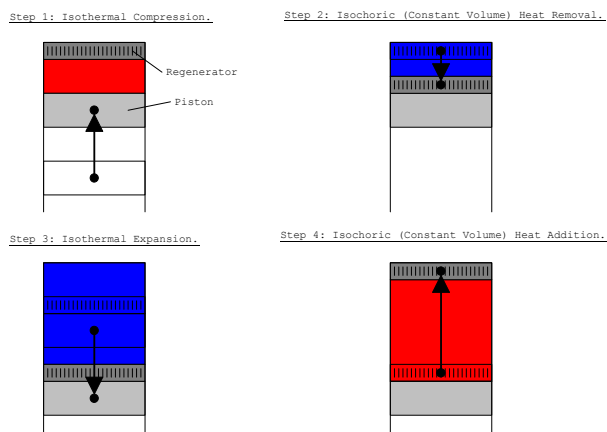 Step 1: Isothermal Compression.
Step 2: Isochoric (Constant Volume) Heat Removal.
Regenerator
Piston
Step 3: Isothermal Expansion.
Step 4: Isochoric (Constant Volume) Heat Addition.